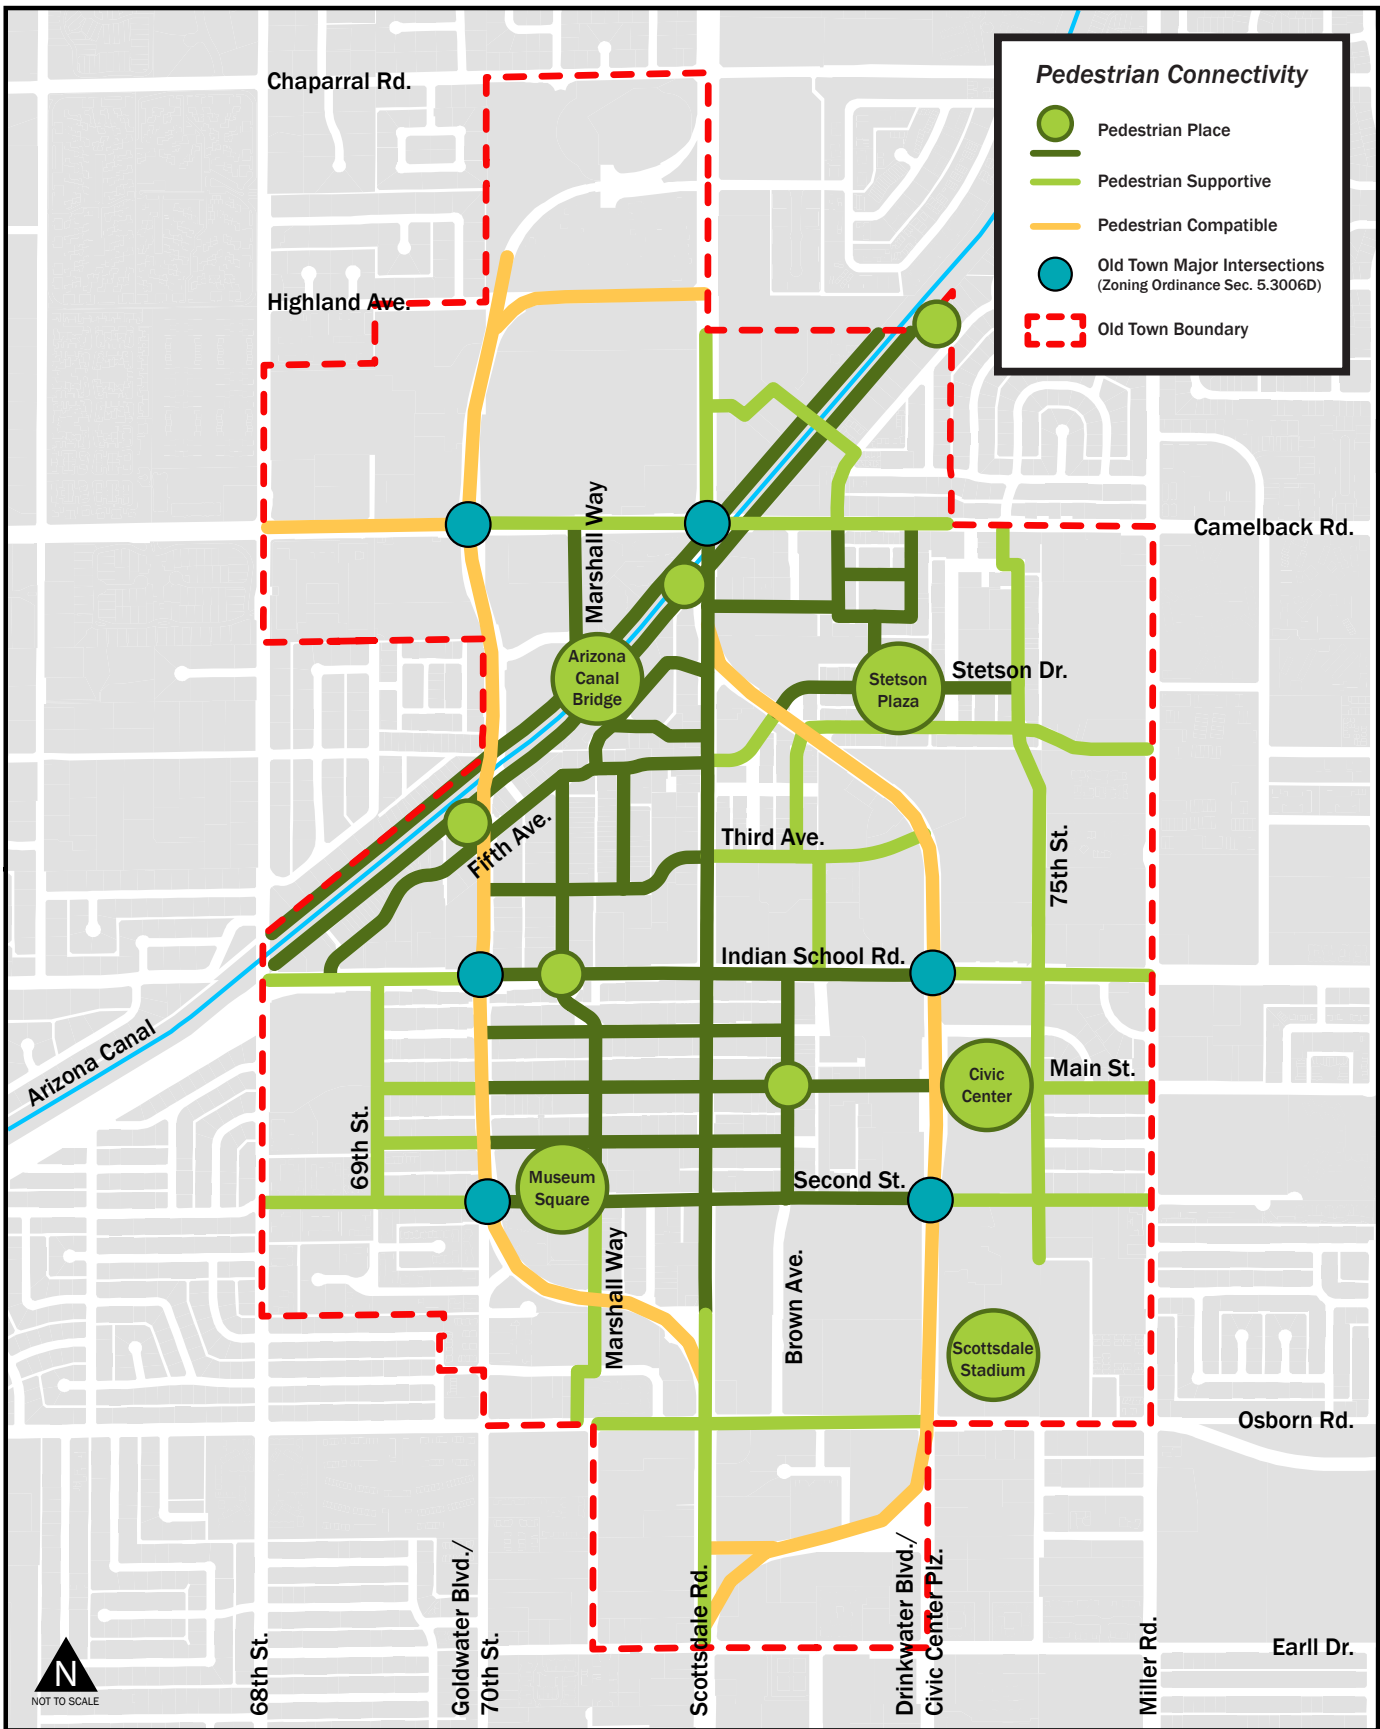 Chaparral Rd.
Pedestrian Connectivity
Pedestrian Place
Pedestrian Supportive
Pedestrian Compatible
Old Town Major Intersections
(Zoning Ordinance Sec. 5.3006D)
Old Town Boundary
Highland Ave.
Marshall Way
Camelback Rd.
Arizona
Canal
Bridge
Stetson
Plaza
Stetson Dr.
Fifth Ave.
Third Ave.
75th St.
Indian School Rd.
Arizona Canal
Civic
Center
Main St.
69th St.
Museum
Square
Second St.
Marshall Way
Brown Ave.
Scottsdale
Stadium
Osborn Rd.
68th St.
Goldwater Blvd./
70th St.
Scottsdale Rd.
Drinkwater Blvd./
Civic Center Plz.
Miller Rd.
Earll Dr.
N
NOT TO SCALE